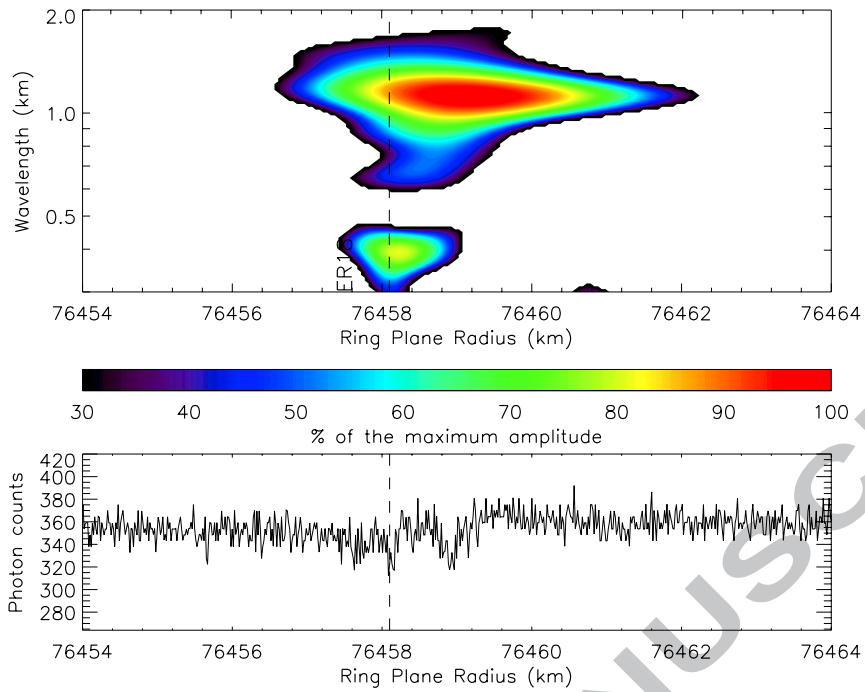 2.0
1.0
0.5
Wavelength (km)
ER16
76454 76456 76458 76460 76462 76464
Ring Plane Radius (km)
30 40 50 60 70 80 90 100
% of the maximum amplitude
420
400
380
360
340
320
300
280
Photon counts
76454 76456 76458 76460 76462 76464
Ring Plane Radius (km)
NUSC